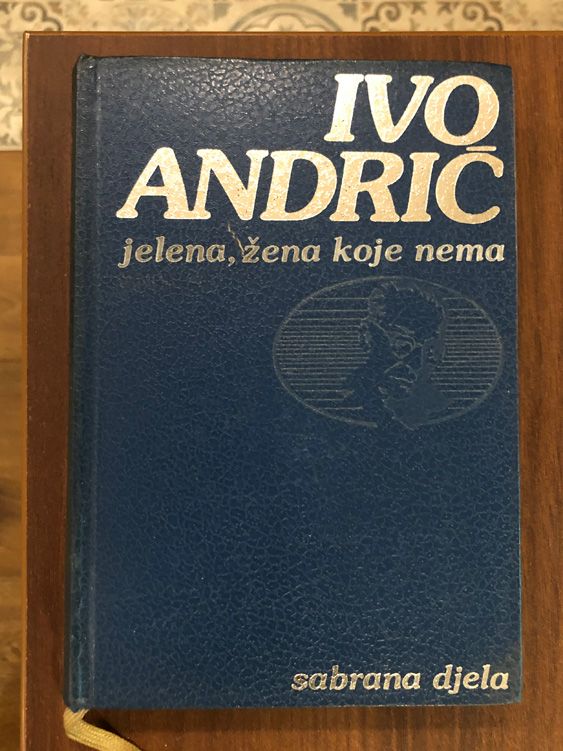 IVO
ANDRIĆ
jelena, žena koje nema
sabrana djela